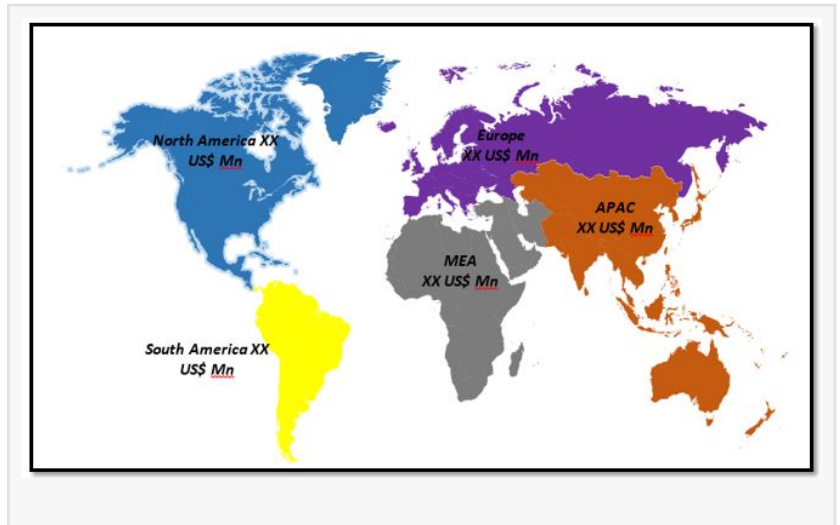 North America XX
US$ Mn
Europe
XX US$ Mn
APAC
XX US$ Mn
MEA
XX US$ Mn
South America XX
US$ Mn